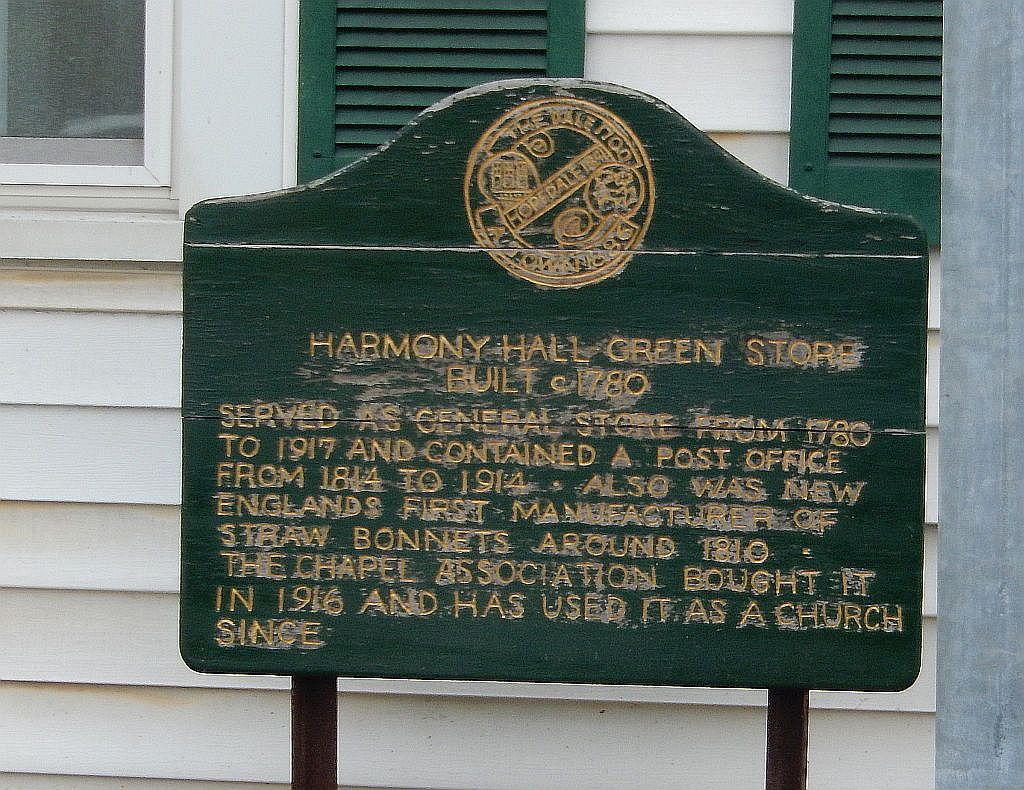 HARMONY HALL GREEN STORE
BUILT c 1780
SERVED AS GENERAL STORE FROM 1780
TO 1917 AND CONTAINED A POST OFFICE
FROM 1814 TO 1914 · ALSO WAS NEW
ENGLANDS FIRST MANUFACTURER OF
STRAW BONNETS AROUND 1810 ·
THE CHAPEL ASSOCIATION BOUGHT IT
IN 1916 AND HAS USED IT AS A CHURCH
SINCE